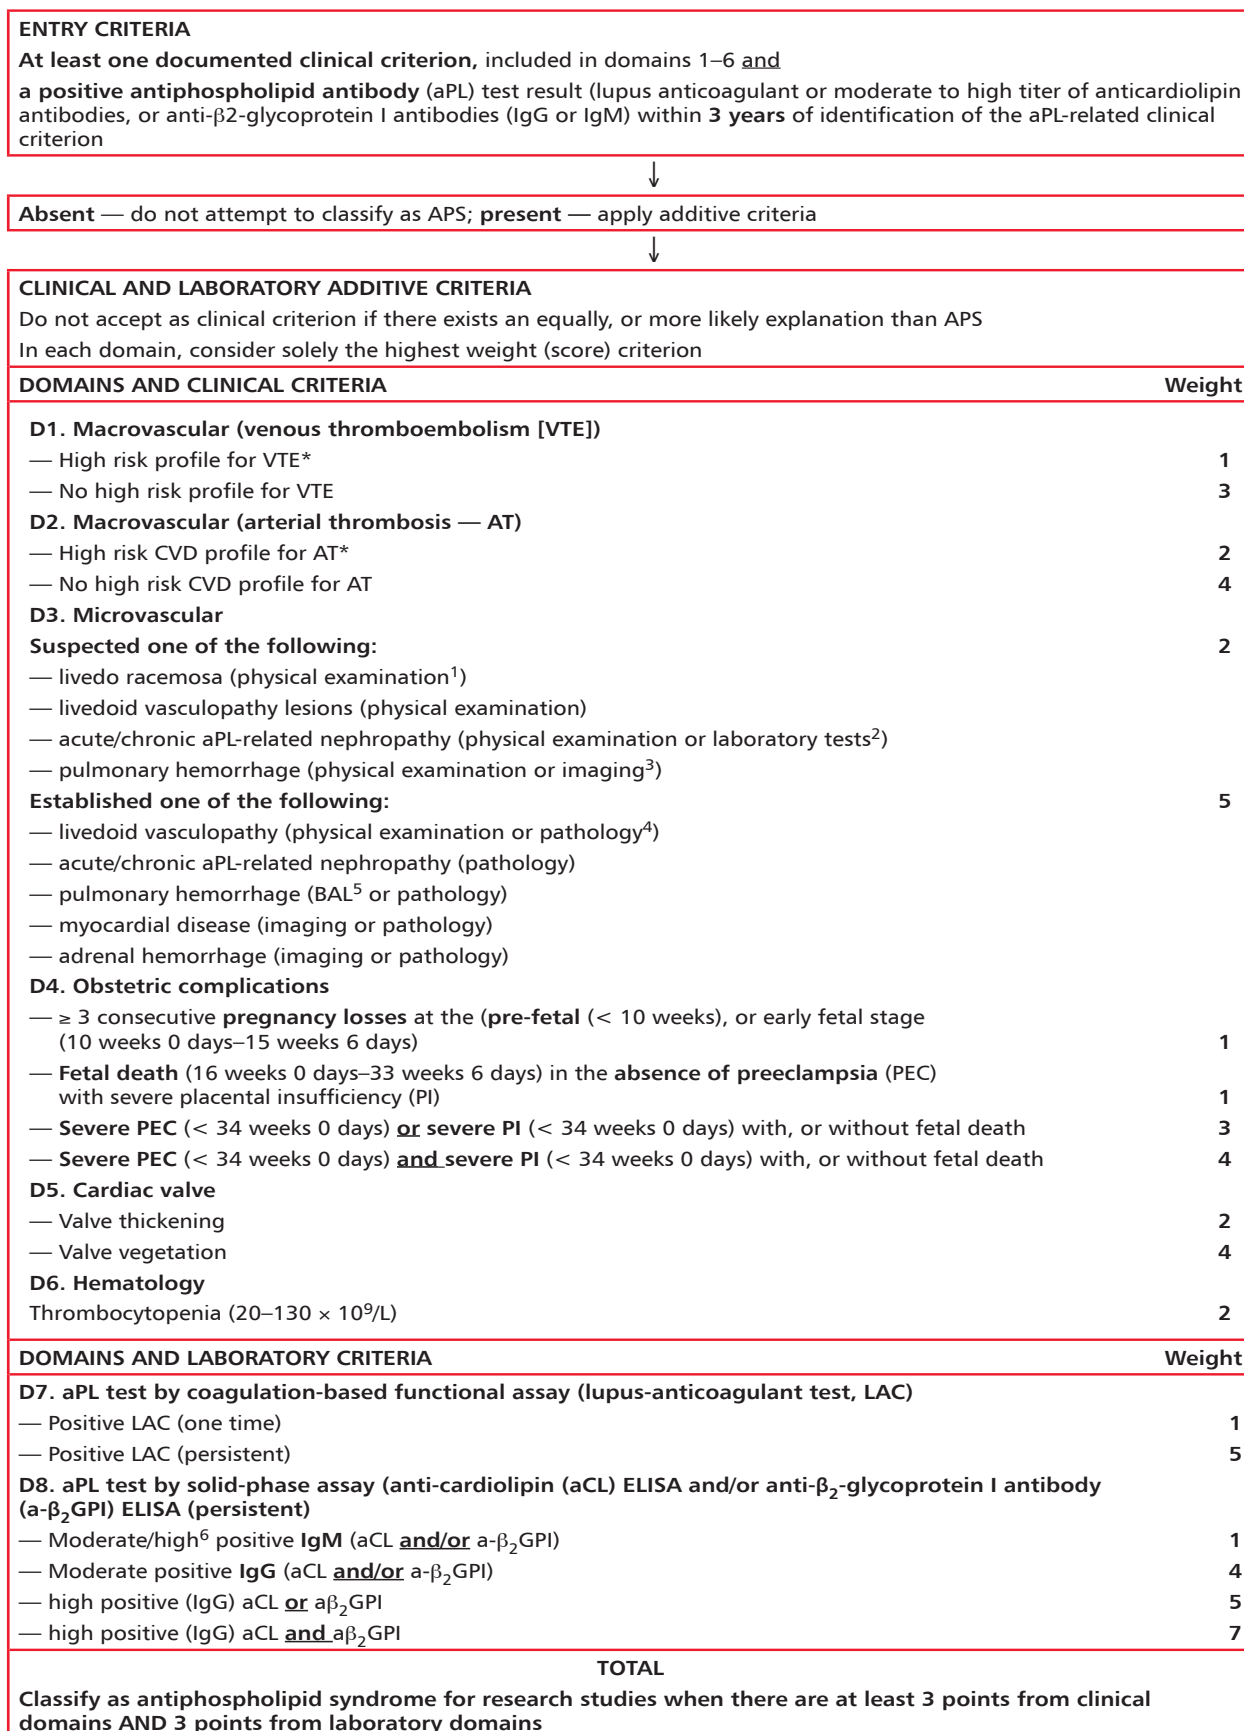 ENTRY CRITERIA
At least one documented clinical criterion, included in domains 1–6 and
a positive antiphospholipid antibody (aPL) test result (lupus anticoagulant or moderate to high titer of anticardiolipin
antibodies, or anti-β2-glycoprotein I antibodies (IgG or IgM) within 3 years of identification of the aPL-related clinical
criterion
↓
Absent — do not attempt to classify as APS; present — apply additive criteria
↓
CLINICAL AND LABORATORY ADDITIVE CRITERIA
Do not accept as clinical criterion if there exists an equally, or more likely explanation than APS
In each domain, consider solely the highest weight (score) criterion
DOMAINS AND CLINICAL CRITERIA Weight
D1. Macrovascular (venous thromboembolism [VTE])
— High risk profile for VTE* 1
— No high risk profile for VTE 3
D2. Macrovascular (arterial thrombosis — AT)
— High risk CVD profile for AT* 2
— No high risk CVD profile for AT 4
D3. Microvascular
Suspected one of the following: 2
— livedo racemosa (physical examination¹)
— livedoid vasculopathy lesions (physical examination)
— acute/chronic aPL-related nephropathy (physical examination or laboratory tests²)
— pulmonary hemorrhage (physical examination or imaging³)
Established one of the following: 5
— livedoid vasculopathy (physical examination or pathology⁴)
— acute/chronic aPL-related nephropathy (pathology)
— pulmonary hemorrhage (BAL⁵ or pathology)
— myocardial disease (imaging or pathology)
— adrenal hemorrhage (imaging or pathology)
D4. Obstetric complications
— ≥ 3 consecutive pregnancy losses at the (pre-fetal (< 10 weeks), or early fetal stage
(10 weeks 0 days–15 weeks 6 days) 1
— Fetal death (16 weeks 0 days–33 weeks 6 days) in the absence of preeclampsia (PEC)
with severe placental insufficiency (PI) 1
— Severe PEC (< 34 weeks 0 days) or severe PI (< 34 weeks 0 days) with, or without fetal death 3
— Severe PEC (< 34 weeks 0 days) and severe PI (< 34 weeks 0 days) with, or without fetal death 4
D5. Cardiac valve
— Valve thickening 2
— Valve vegetation 4
D6. Hematology
Thrombocytopenia (20–130 × 10⁹/L) 2
DOMAINS AND LABORATORY CRITERIA Weight
D7. aPL test by coagulation-based functional assay (lupus-anticoagulant test, LAC)
— Positive LAC (one time) 1
— Positive LAC (persistent) 5
D8. aPL test by solid-phase assay (anti-cardiolipin (aCL) ELISA and/or anti-β₂-glycoprotein I antibody
(a-β₂GPI) ELISA (persistent)
— Moderate/high⁶ positive IgM (aCL and/or a-β₂GPI) 1
— Moderate positive IgG (aCL and/or a-β₂GPI) 4
— high positive (IgG) aCL or aβ₂GPI 5
— high positive (IgG) aCL and aβ₂GPI 7
TOTAL
Classify as antiphospholipid syndrome for research studies when there are at least 3 points from clinical
domains AND 3 points from laboratory domains